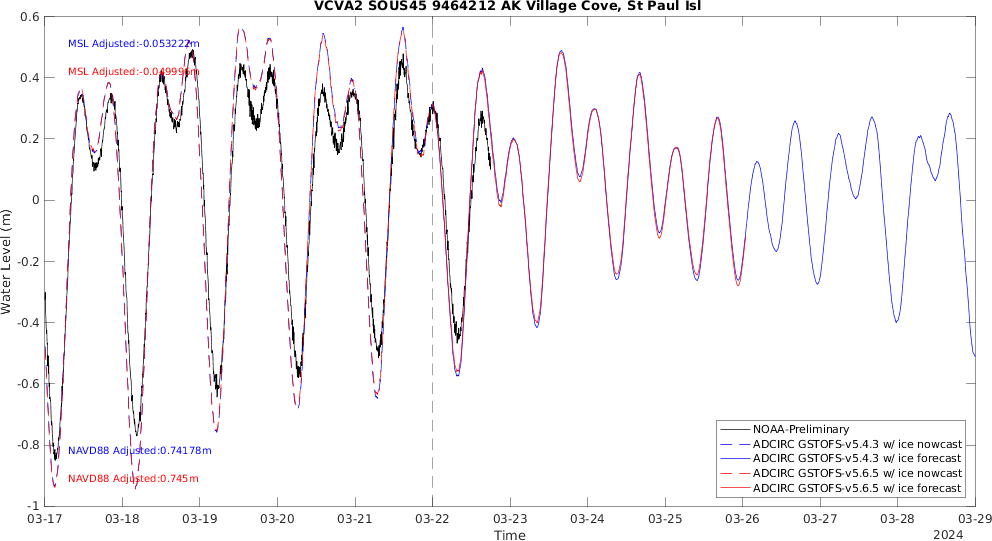 VCVA2 SOUS45 9464212 AK Village Cove, St Paul Isl
0.6
0.4
0.2
0
-0.2
-0.4
-0.6
-0.8
-1
Water Level (m)
MSL Adjusted:-0.053222m
MSL Adjusted:-0.049996m
NAVD88 Adjusted:0.74178m
NAVD88 Adjusted:0.745m
NOAA-Preliminary
ADCIRC GSTOFS-v5.4.3 w/ ice nowcast
ADCIRC GSTOFS-v5.4.3 w/ ice forecast
ADCIRC GSTOFS-v5.6.5 w/ ice nowcast
ADCIRC GSTOFS-v5.6.5 w/ ice forecast
03-17 03-18 03-19 03-20 03-21 03-22 03-23 03-24 03-25 03-26 03-27 03-28 03-29
Time
2024